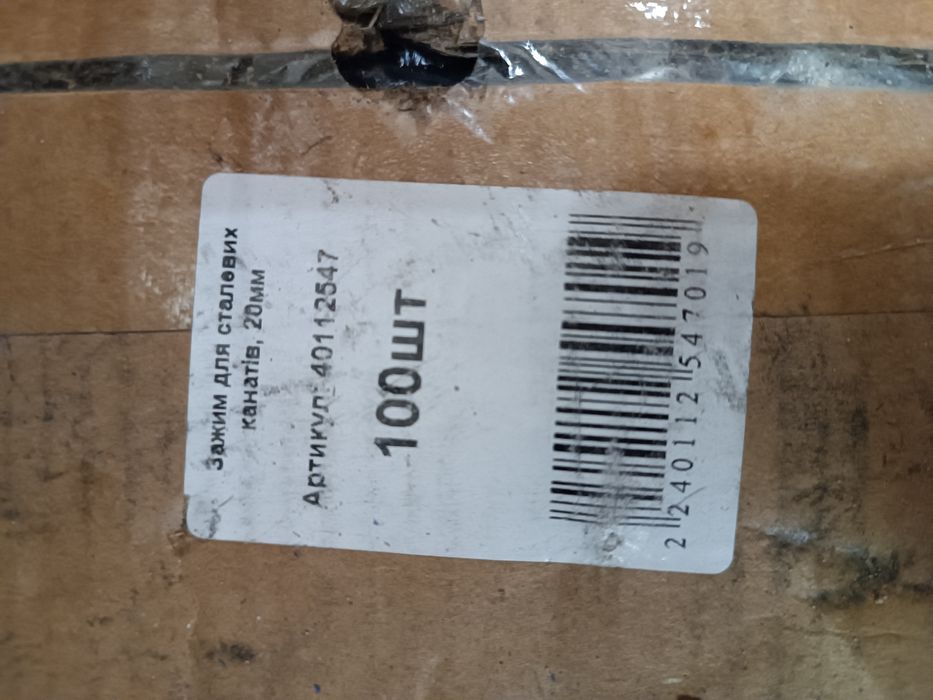 Зажим для сталевих
канатів, 20мм
Артикул: 40112547
100шт
2 240112 547019